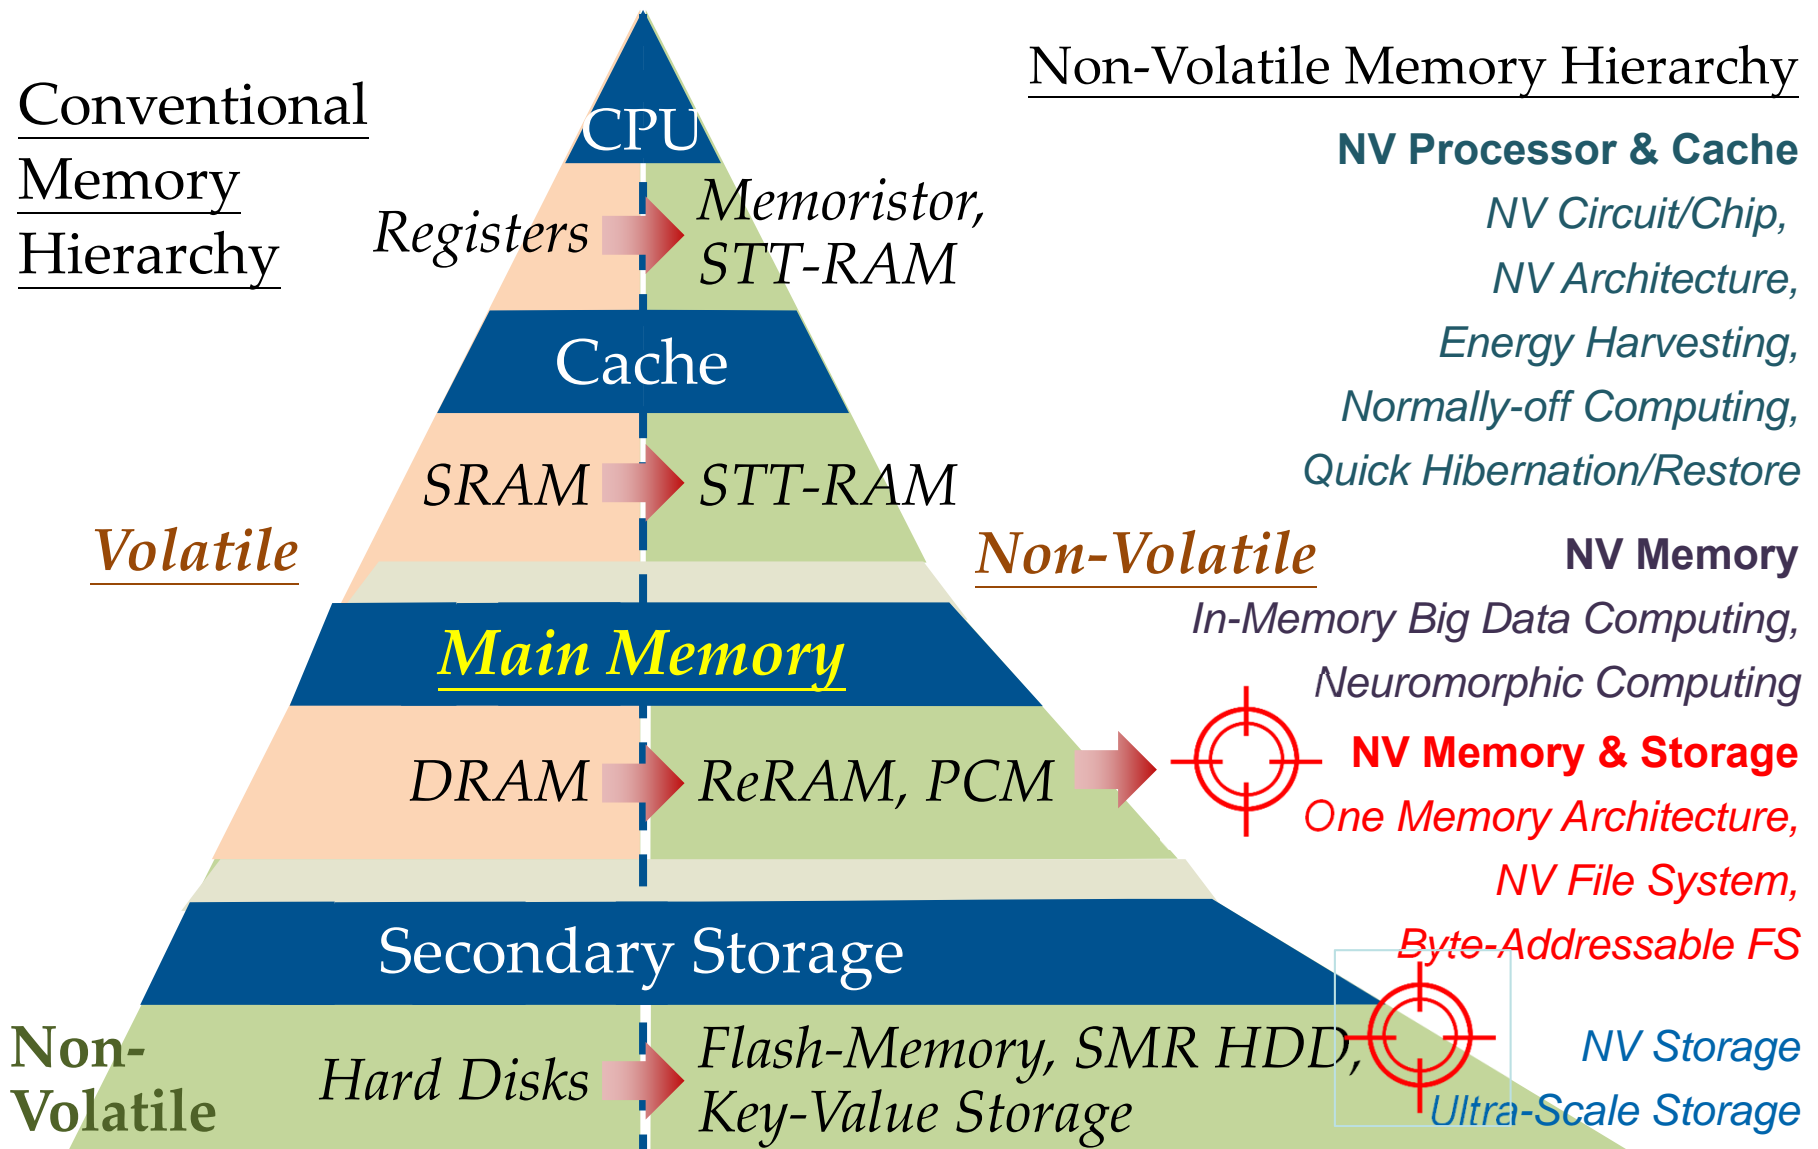 Conventional
Memory
Hierarchy
Non-Volatile Memory Hierarchy
CPU
Registers
Memoristor,
STT-RAM
Cache
SRAM
STT-RAM
Volatile
Non-Volatile
Main Memory
DRAM
ReRAM, PCM
Secondary Storage
Non-
Volatile
Hard Disks
Flash-Memory, SMR HDD,
Key-Value Storage
NV Processor & Cache
NV Circuit/Chip,
NV Architecture,
Energy Harvesting,
Normally-off Computing,
Quick Hibernation/Restore
NV Memory
In-Memory Big Data Computing,
Neuromorphic Computing
NV Memory & Storage
One Memory Architecture,
NV File System,
Byte-Addressable FS
NV Storage
Ultra-Scale Storage